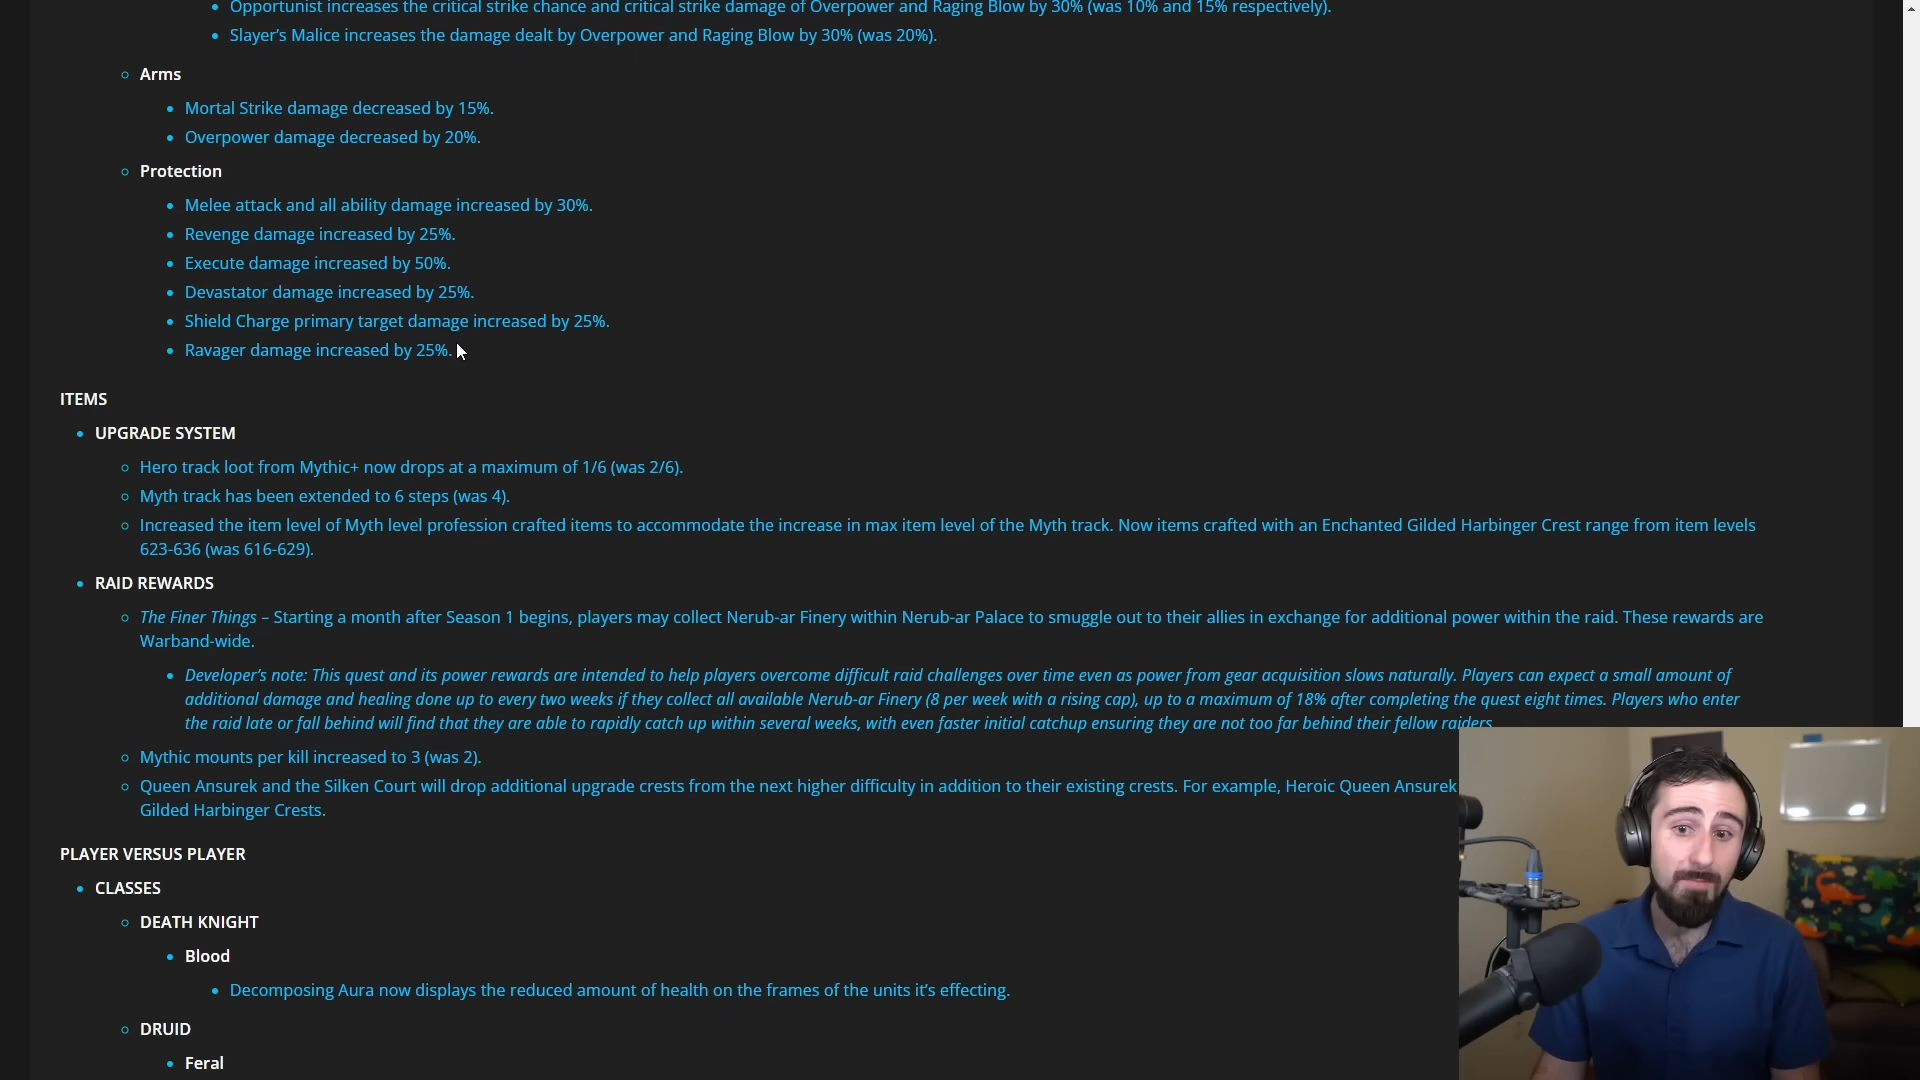 Opportunist increases the critical strike chance and critical strike damage of Overpower and Raging Blow by 30% (was 10% and 15% respectively).
Slayer's Malice increases the damage dealt by Overpower and Raging Blow by 30% (was 20%).
Arms
Mortal Strike damage decreased by 15%.
Overpower damage decreased by 20%.
Protection
Melee attack and all ability damage increased by 30%.
Revenge damage increased by 25%.
Execute damage increased by 50%.
Devastator damage increased by 25%.
Shield Charge primary target damage increased by 25%.
Ravager damage increased by 25%.
ITEMS
UPGRADE SYSTEM
Hero track loot from Mythic+ now drops at a maximum of 1/6 (was 2/6).
Myth track has been extended to 6 steps (was 4).
Increased the item level of Myth level profession crafted items to accommodate the increase in max item level of the Myth track. Now items crafted with an Enchanted Gilded Harbinger Crest range from item levels
623-636 (was 616-629).
RAID REWARDS
The Finer Things – Starting a month after Season 1 begins, players may collect Nerub-ar Finery within Nerub-ar Palace to smuggle out to their allies in exchange for additional power within the raid. These rewards are
Warband-wide.
Developer's note: This quest and its power rewards are intended to help players overcome difficult raid challenges over time even as power from gear acquisition slows naturally. Players can expect a small amount of
additional damage and healing done up to every two weeks if they collect all available Nerub-ar Finery (8 per week with a rising cap), up to a maximum of 18% after completing the quest eight times. Players who enter
the raid late or fall behind will find that they are able to rapidly catch up within several weeks, with even faster initial catchup ensuring they are not too far behind their fellow raiders.
Mythic mounts per kill increased to 3 (was 2).
Queen Ansurek and the Silken Court will drop additional upgrade crests from the next higher difficulty in addition to their existing crests. For example, Heroic Queen Ansurek
Gilded Harbinger Crests.
PLAYER VERSUS PLAYER
CLASSES
DEATH KNIGHT
Blood
Decomposing Aura now displays the reduced amount of health on the frames of the units it's effecting.
DRUID
Feral